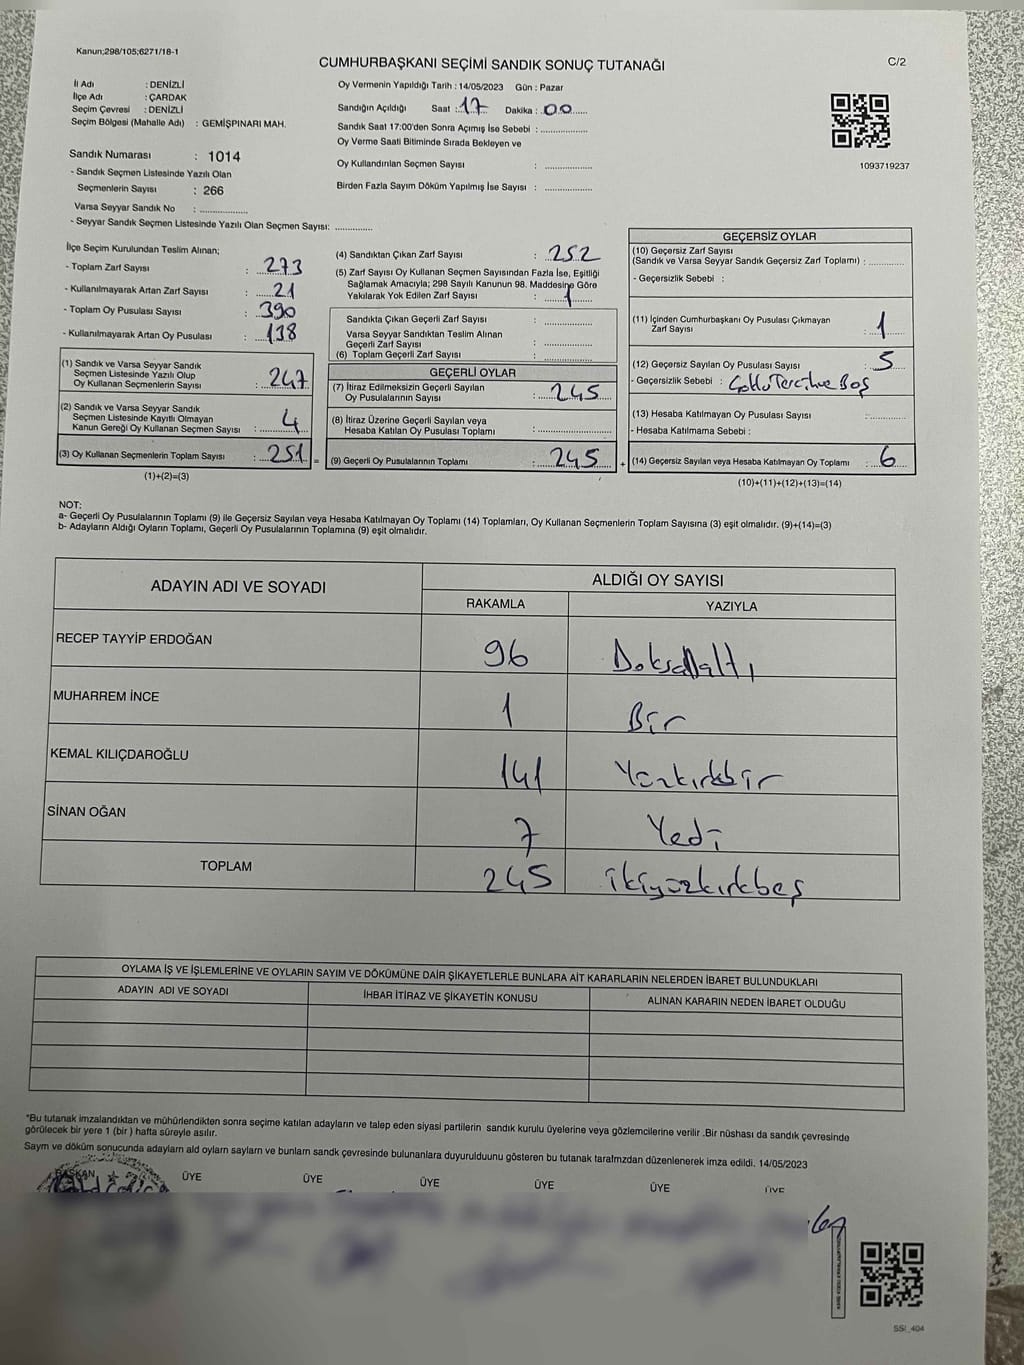 Kanun;298/105;6271/18-1
CUMHURBAŞKANI SEÇİMİ SANDIK SONUÇ TUTANAĞI
C/2
İl Adı : DENİZLİ
İlçe Adı : ÇARDAK
Seçim Çevresi : DENİZLİ
Seçim Bölgesi (Mahalle Adı) : GEMİŞPINARI MAH.
Oy Vermenin Yapıldığı Tarih : 14/05/2023 Gün : Pazar
Sandığın Açıldığı Saat : 17 Dakika : 00
Sandık Saat 17:00'den Sonra Açımış İse Sebebi : ....................
Oy Verme Saati Bitiminde Sırada Bekleyen ve
Oy Kullandırılan Seçmen Sayısı : ....................
Birden Fazla Sayım Döküm Yapılmış İse Sayısı : ....................
1093719237
Sandık Numarası : 1014
- Sandık Seçmen Listesinde Yazılı Olan
Seçmenlerin Sayısı : 266
Varsa Seyyar Sandık No : ....................
- Seyyar Sandık Seçmen Listesinde Yazılı Olan Seçmen Sayısı: ...............
İlçe Seçim Kurulundan Teslim Alınan;
- Toplam Zarf Sayısı : 273
- Kullanılmayarak Artan Zarf Sayısı : 21
- Toplam Oy Pusulası Sayısı : 390
- Kullanılmayarak Artan Oy Pusulası : 138
(1) Sandık ve Varsa Seyyar Sandık
Seçmen Listesinde Yazılı Olup
Oy Kullanan Seçmenlerin Sayısı : 247
(2) Sandık ve Varsa Seyyar Sandık
Seçmen Listesinde Kayıtlı Olmayan
Kanun Gereği Oy Kullanan Seçmen Sayısı : 4
(3) Oy Kullanan Seçmenlerin Toplam Sayısı : 251 =
(1)+(2)=(3)
(4) Sandıktan Çıkan Zarf Sayısı : 252
(5) Zarf Sayısı Oy Kullanan Seçmen Sayısından Fazla İse, Eşitliği
Sağlamak Amacıyla; 298 Sayılı Kanunun 98. Maddesine Göre
Yakılarak Yok Edilen Zarf Sayısı : 1
Sandıkta Çıkan Geçerli Zarf Sayısı : ....................
Varsa Seyyar Sandıktan Teslim Alınan
Geçerli Zarf Sayısı : ....................
(6) Toplam Geçerli Zarf Sayısı : ....................
GEÇERLİ OYLAR
(7) İtiraz Edilmeksizin Geçerli Sayılan
Oy Pusulalarının Sayısı : 245
(8) İtiraz Üzerine Geçerli Sayılan veya
Hesaba Katılan Oy Pusulası Toplamı : ....................
(9) Geçerli Oy Pusulalarının Toplamı : 245 +
GEÇERSİZ OYLAR
(10) Geçersiz Zarf Sayısı
(Sandık ve Varsa Seyyar Sandık Geçersiz Zarf Toplamı) : ...............
- Geçersizlik Sebebi :
(11) İçinden Cumhurbaşkanı Oy Pusulası Çıkmayan
Zarf Sayısı : 1
(12) Geçersiz Sayılan Oy Pusulası Sayısı : 5
- Geçersizlik Sebebi : Çoklu Tercih ve Boş
(13) Hesaba Katılmayan Oy Pusulası Sayısı : ...............
- Hesaba Katılmama Sebebi :
(14) Geçersiz Sayılan veya Hesaba Katılmayan Oy Toplamı : 6
(10)+(11)+(12)+(13)=(14)
NOT:
a- Geçerli Oy Pusulalarının Toplamı (9) ile Geçersiz Sayılan veya Hesaba Katılmayan Oy Toplamı (14) Toplamları, Oy Kullanan Seçmenlerin Toplam Sayısına (3) eşit olmalıdır. (9)+(14)=(3)
b- Adayların Aldığı Oyların Toplamı, Geçerli Oy Pusulalarının Toplamına (9) eşit olmalıdır.
ADAYIN ADI VE SOYADI
ALDIĞI OY SAYISI
RAKAMLA YAZIYLA
RECEP TAYYİP ERDOĞAN 96 Doksanaltı
MUHARREM İNCE 1 Bir
KEMAL KILIÇDAROĞLU 141 Yüzkırkbir
SİNAN OĞAN 7 Yedi
TOPLAM 245 ikiyüzkırkbeş
OYLAMA İŞ VE İŞLEMLERİNE VE OYLARIN SAYIM VE DÖKÜMÜNE DAİR ŞİKAYETLERLE BUNLARA AİT KARARLARIN NELERDEN İBARET BULUNDUKLARI
ADAYIN ADI VE SOYADI İHBAR İTİRAZ VE ŞİKAYETİN KONUSU ALINAN KARARIN NEDEN İBARET OLDUĞU
*Bu tutanak imzalandıktan ve mühürlendikten sonra seçime katılan adayların ve talep eden siyasi partilerin sandık kurulu üyelerine veya gözlemcilerine verilir .Bir nüshası da sandık çevresinde
görülecek bir yere 1 (bir ) hafta süreyle asılır.
Saym ve döküm sonucunda adayları ald oylarn saylarn ve bunlarn sandk çevresinde bulunanlara duyurulduunu gösteren bu tutanak tarafmzdan düzenlenerek imza edildi. 14/05/2023
BAŞKAN ÜYE ÜYE ÜYE ÜYE ÜYE ÜYE
SSI_404